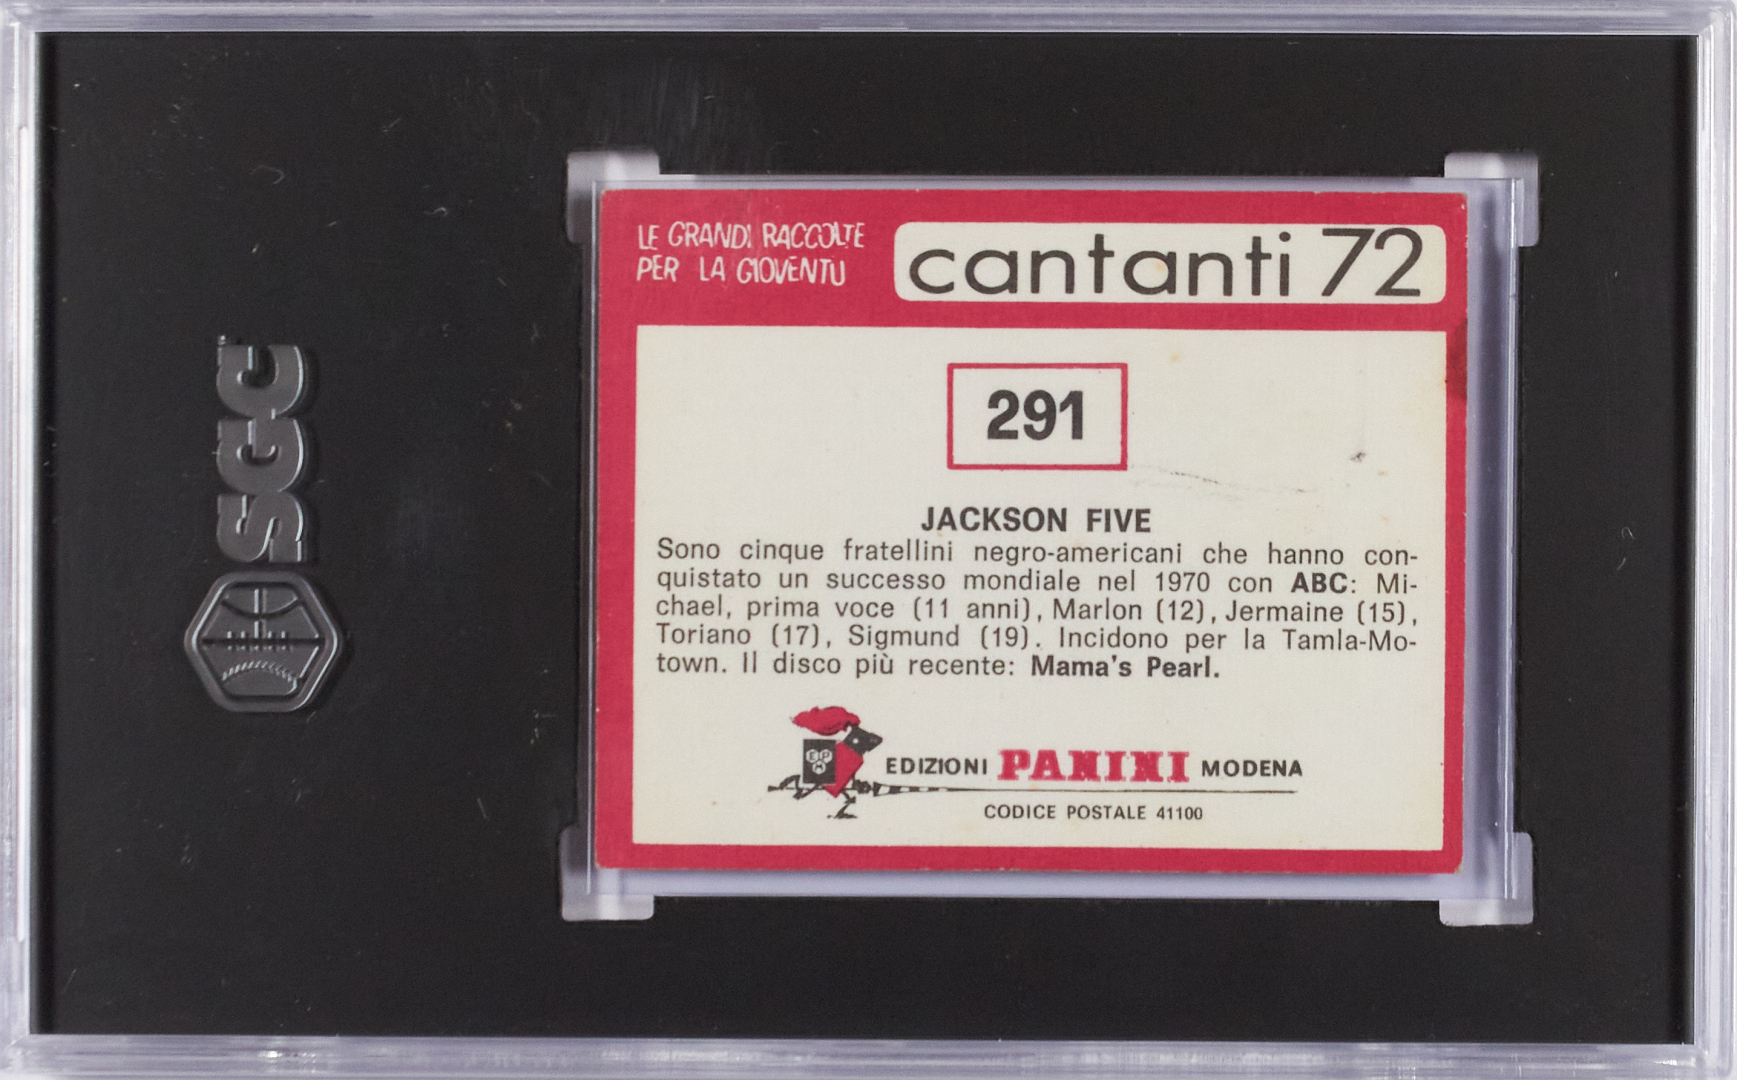 LE GRANDI RACCOLTE
PER LA GIOVENTÙ
cantanti 72
291
JACKSON FIVE
Sono cinque fratellini negro-americani che hanno con-
quistato un successo mondiale nel 1970 con ABC: Mi-
chael, prima voce (11 anni), Marlon (12), Jermaine (15),
Toriano (17), Sigmund (19). Incidono per la Tamla-Mo-
town. Il disco più recente: Mama's Pearl.
EPM
EDIZIONI PANINI MODENA
CODICE POSTALE 41100
SGC